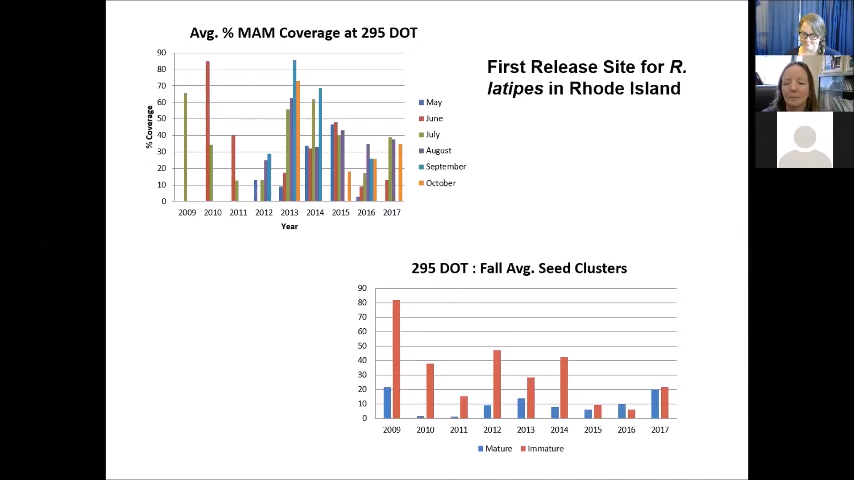 Avg. % MAM Coverage at 295 DOT
90
80
70
60
50
40
30
20
10
0
% Coverage
2009 2010 2011 2012 2013 2014 2015 2016 2017
Year
May
June
July
August
September
October
First Release Site for R.
latipes in Rhode Island
295 DOT : Fall Avg. Seed Clusters
90
80
70
60
50
40
30
20
10
0
2009 2010 2011 2012 2013 2014 2015 2016 2017
Mature Immature